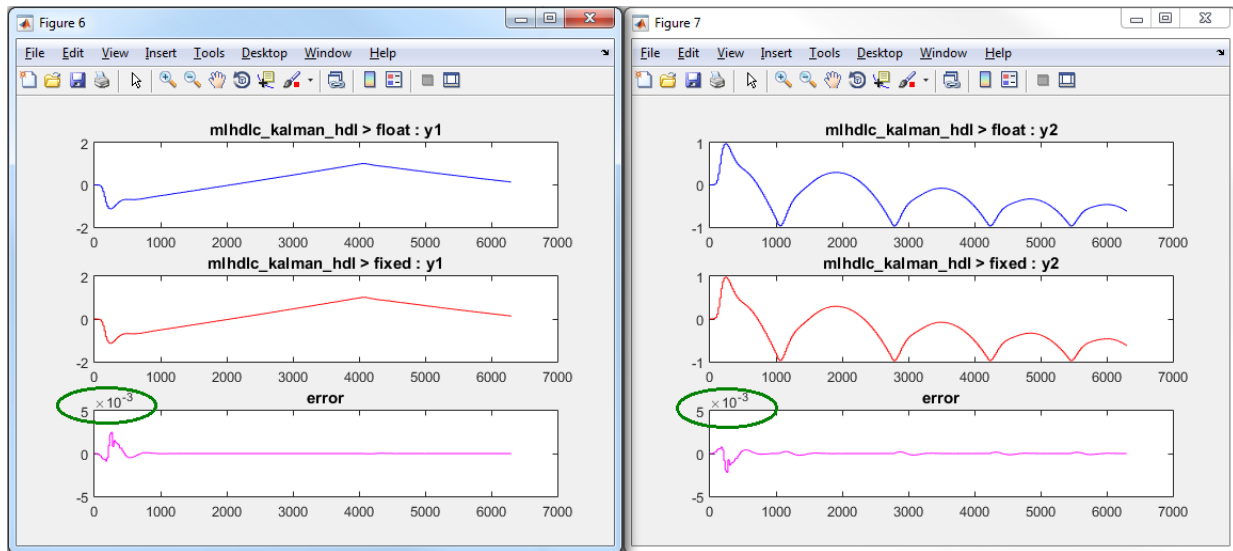 Figure 6
File Edit View Insert Tools Desktop Window Help
mlhdlc_kalman_hdl > float : y1
2
0
-2
0 1000 2000 3000 4000 5000 6000 7000
mlhdlc_kalman_hdl > fixed : y1
2
0
-2
0 1000 2000 3000 4000 5000 6000 7000
×10-3
error
5
0
-5
0 1000 2000 3000 4000 5000 6000 7000
Figure 7
File Edit View Insert Tools Desktop Window Help
mlhdlc_kalman_hdl > float : y2
1
0
-1
0 1000 2000 3000 4000 5000 6000 7000
mlhdlc_kalman_hdl > fixed : y2
1
0
-1
0 1000 2000 3000 4000 5000 6000 7000
×10-3
error
5
0
-5
0 1000 2000 3000 4000 5000 6000 7000